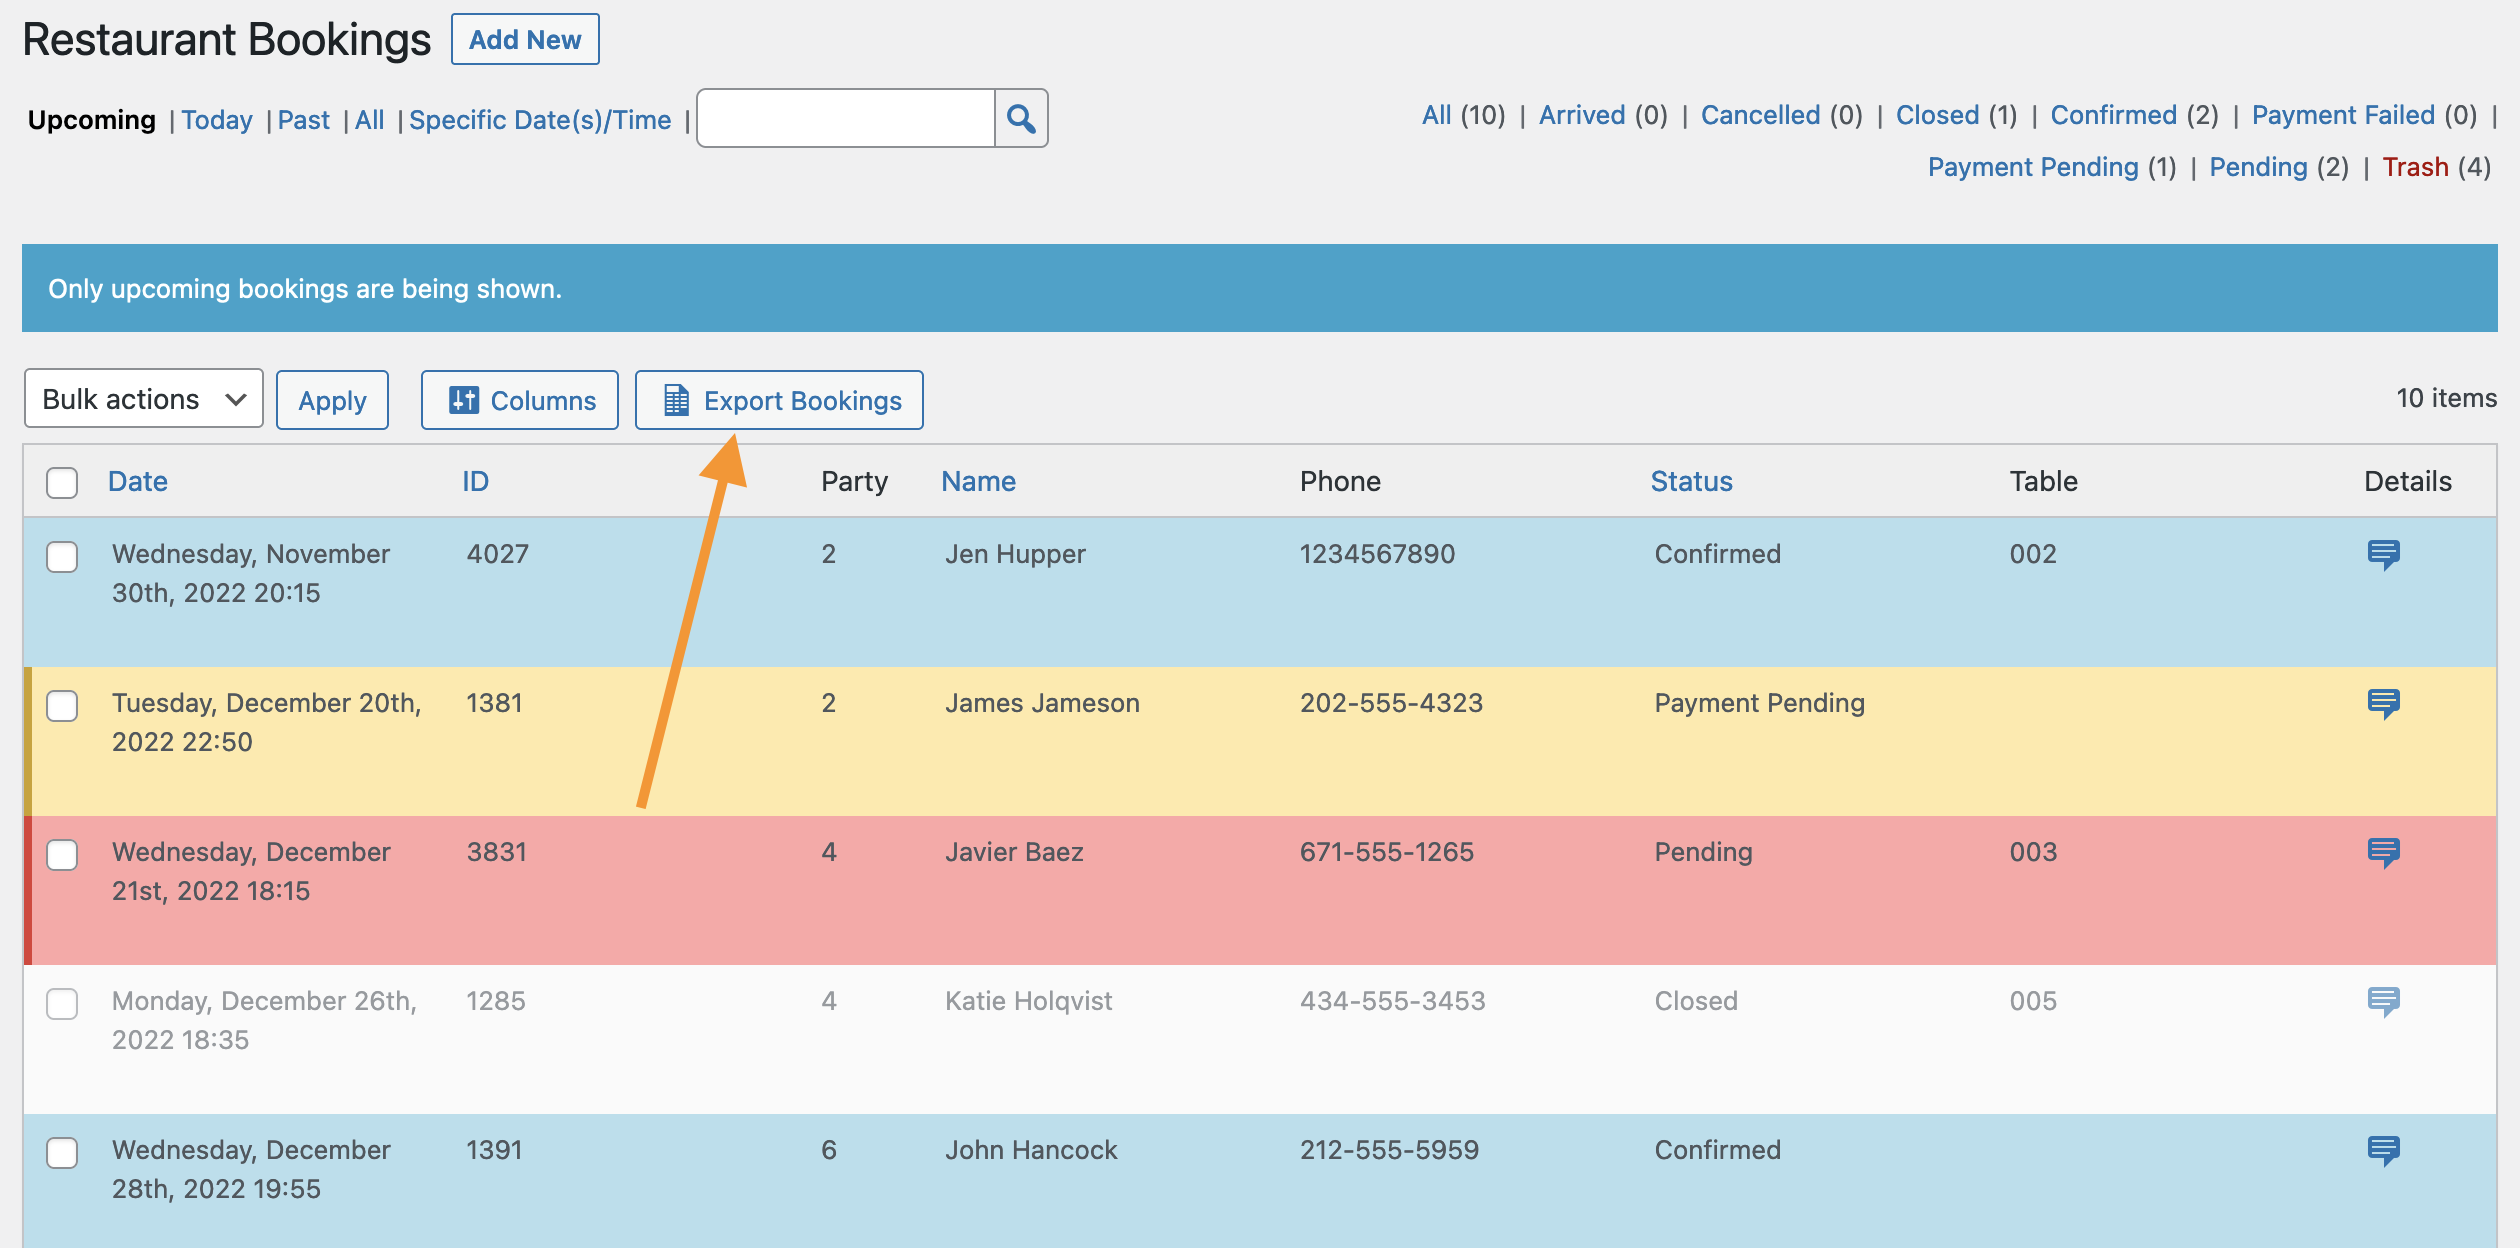 Restaurant Bookings Add New
Upcoming | Today | Past | All | Specific Date(s)/Time |
All (10) | Arrived (0) | Cancelled (0) | Closed (1) | Confirmed (2) | Payment Failed (0) |
Payment Pending (1) | Pending (2) | Trash (4)
Only upcoming bookings are being shown.
Bulk actions Apply Columns Export Bookings 10 items
Date ID Party Name Phone Status Table Details
Wednesday, November 4027 2 Jen Hupper 1234567890 Confirmed 002
30th, 2022 20:15
Tuesday, December 20th, 1381 2 James Jameson 202-555-4323 Payment Pending
2022 22:50
Wednesday, December 3831 4 Javier Baez 671-555-1265 Pending 003
21st, 2022 18:15
Monday, December 26th, 1285 4 Katie Holqvist 434-555-3453 Closed 005
2022 18:35
Wednesday, December 1391 6 John Hancock 212-555-5959 Confirmed
28th, 2022 19:55